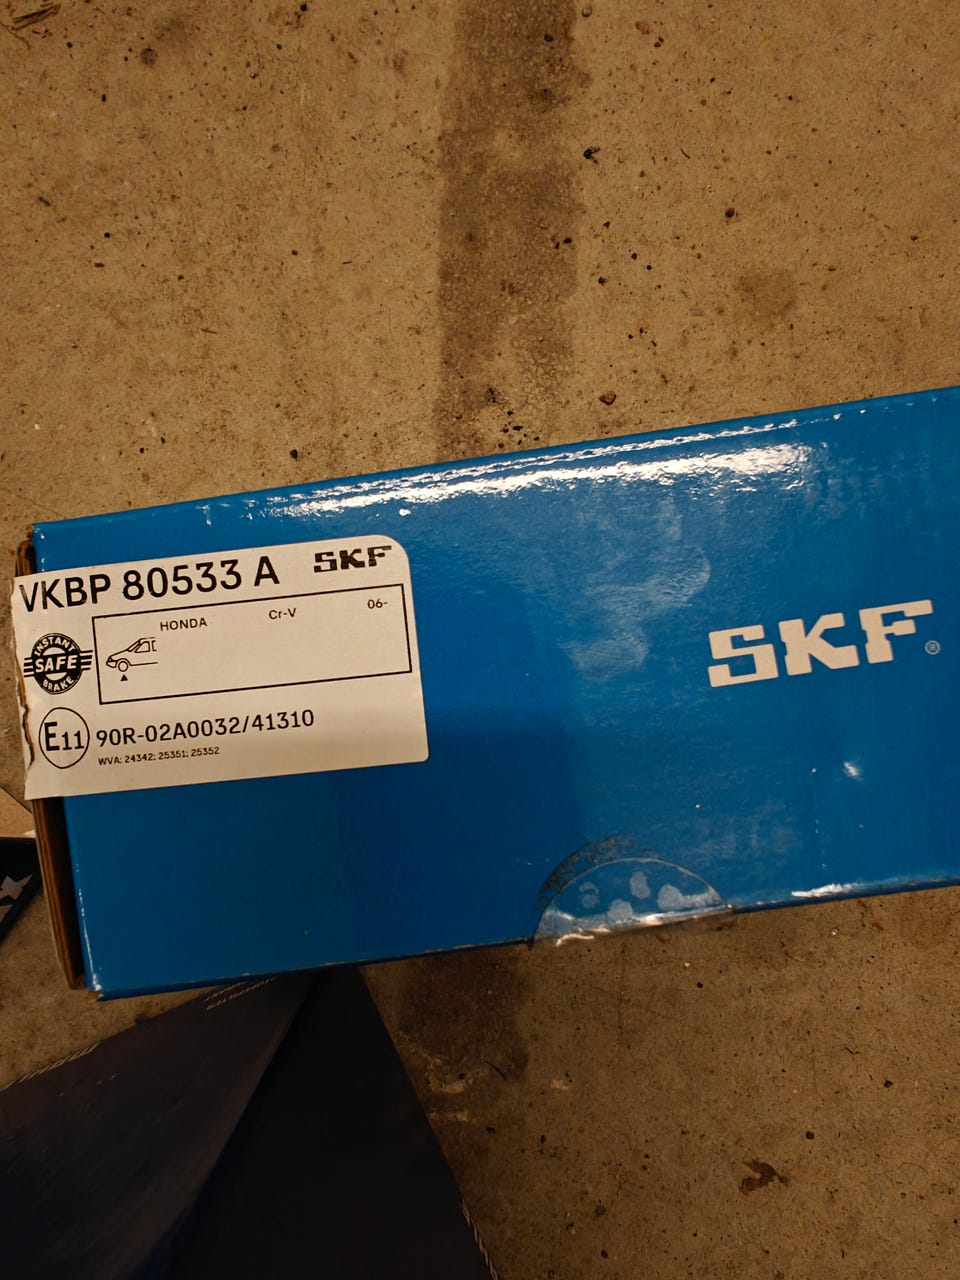 VKBP 80533 A SKF
HONDA Cr-V 06-
INSTANT
SAFE
BRAKE
E11 90R-02A0032/41310
WVA: 24342; 25351; 25352
SKF®